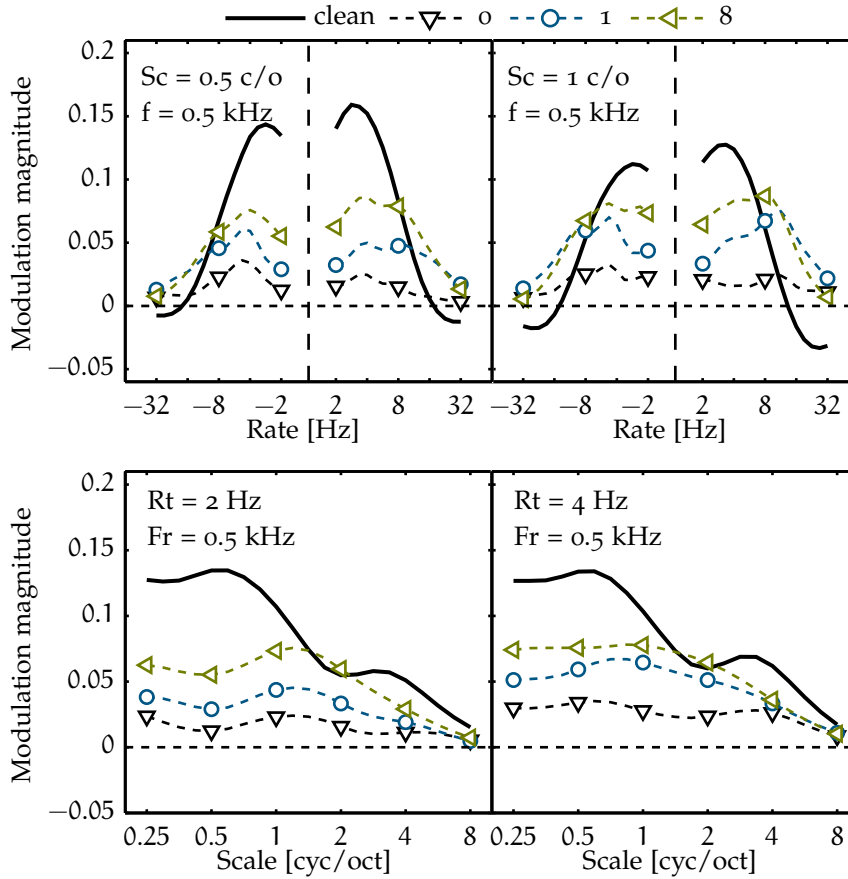 clean 0 1 8
0.2
0.15
0.1
0.05
0
−0.05
Modulation magnitude
Sc = 0.5 c/o
f = 0.5 kHz
Sc = 1 c/o
f = 0.5 kHz
−32 −8 −2 2 8 32
−32 −8 −2 2 8 32
Rate [Hz]
Rate [Hz]
0.2
0.15
0.1
0.05
0
−0.05
Modulation magnitude
Rt = 2 Hz
Fr = 0.5 kHz
Rt = 4 Hz
Fr = 0.5 kHz
0.25 0.5 1 2 4 8
0.25 0.5 1 2 4 8
Scale [cyc/oct]
Scale [cyc/oct]